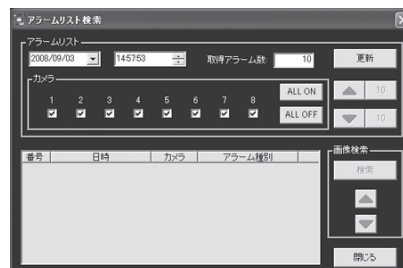 アラームリスト検索
アラームリスト
2008/09/03 14:57:53 取得アラーム数: 10 更新
カメラ
1 2 3 4 5 6 7 8
ALL ON
ALL OFF
10
10
番号 日時 カメラ アラーム種別
画像検索
検索
閉じる